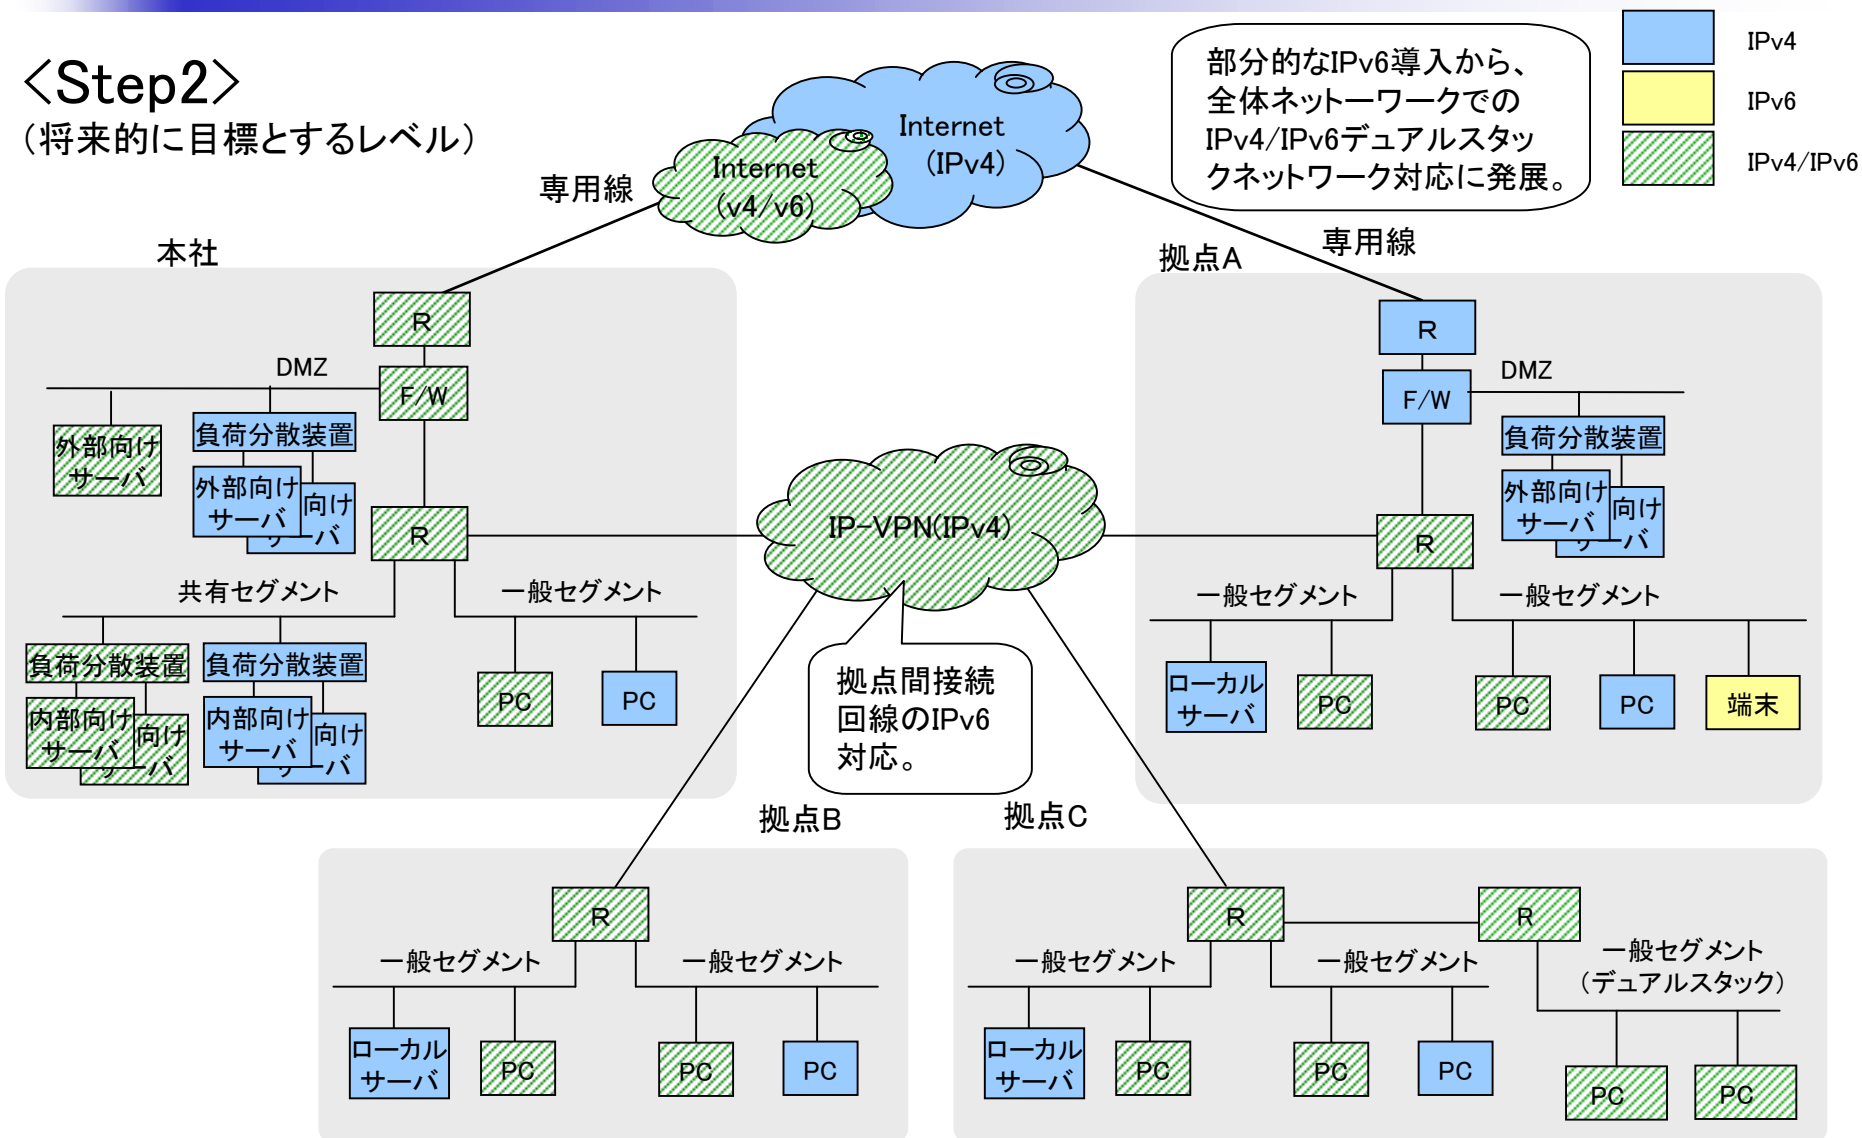 <Step2>
(将来的に目標とするレベル)
部分的なIPv6導入から、
全体ネットーワークでの
IPv4/IPv6デュアルスタッ
クネットワーク対応に発展。
IPv4
IPv6
IPv4/IPv6
Internet
(IPv4)
Internet
(v4/v6)
専用線
専用線
本社
R
DMZ
F/W
外部向け
サーバ
負荷分散装置
外部向け
サーバ
向け
サーバ
R
共有セグメント
一般セグメント
負荷分散装置
内部向け
サーバ
向け
サーバ
負荷分散装置
内部向け
サーバ
向け
サーバ
PC
PC
IP-VPN(IPv4)
拠点間接続
回線のIPv6
対応。
拠点A
R
F/W
DMZ
負荷分散装置
外部向け
サーバ
向け
サーバ
R
一般セグメント
一般セグメント
ローカル
サーバ
PC
PC
PC
端末
拠点B
R
一般セグメント
一般セグメント
ローカル
サーバ
PC
PC
PC
拠点C
R
R
一般セグメント
一般セグメント
一般セグメント
(デュアルスタック)
ローカル
サーバ
PC
PC
PC
PC
PC